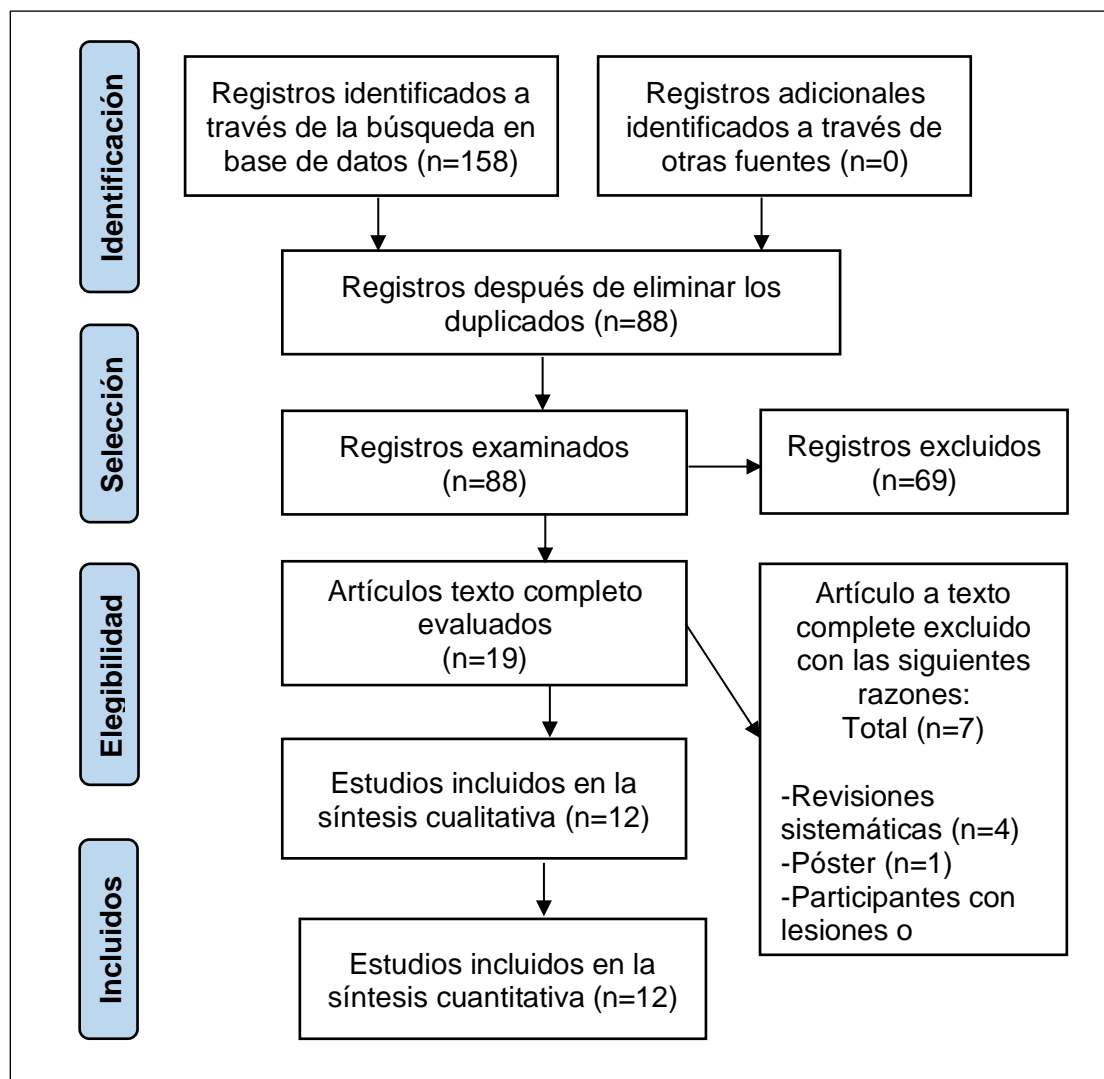 Identificación
Registros identificados a
través de la búsqueda en
base de datos (n=158)
Registros adicionales
identificados a través de
otras fuentes (n=0)
Registros después de eliminar los
duplicados (n=88)
Selección
Registros examinados
(n=88)
Registros excluidos
(n=69)
Elegibilidad
Artículos texto completo
evaluados
(n=19)
Artículo a texto
complete excluido
con las siguientes
razones:
Total (n=7)
-Revisiones
sistemáticas (n=4)
-Póster (n=1)
-Participantes con
lesiones o
Estudios incluidos en la
síntesis cualitativa (n=12)
Incluidos
Estudios incluidos en la
síntesis cuantitativa (n=12)